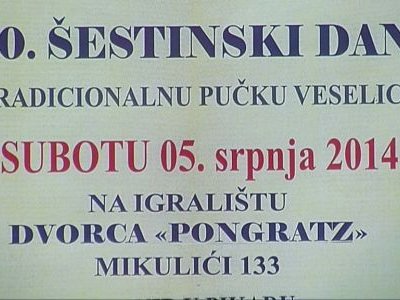 0. ŠESTINSKI DAN
RADICIONALNU PUČKU VESELIC
SUBOTU 05. srpnja 2014
NA IGRALIŠTU
DVORCA «PONGRATZ»
MIKULIĆI 133